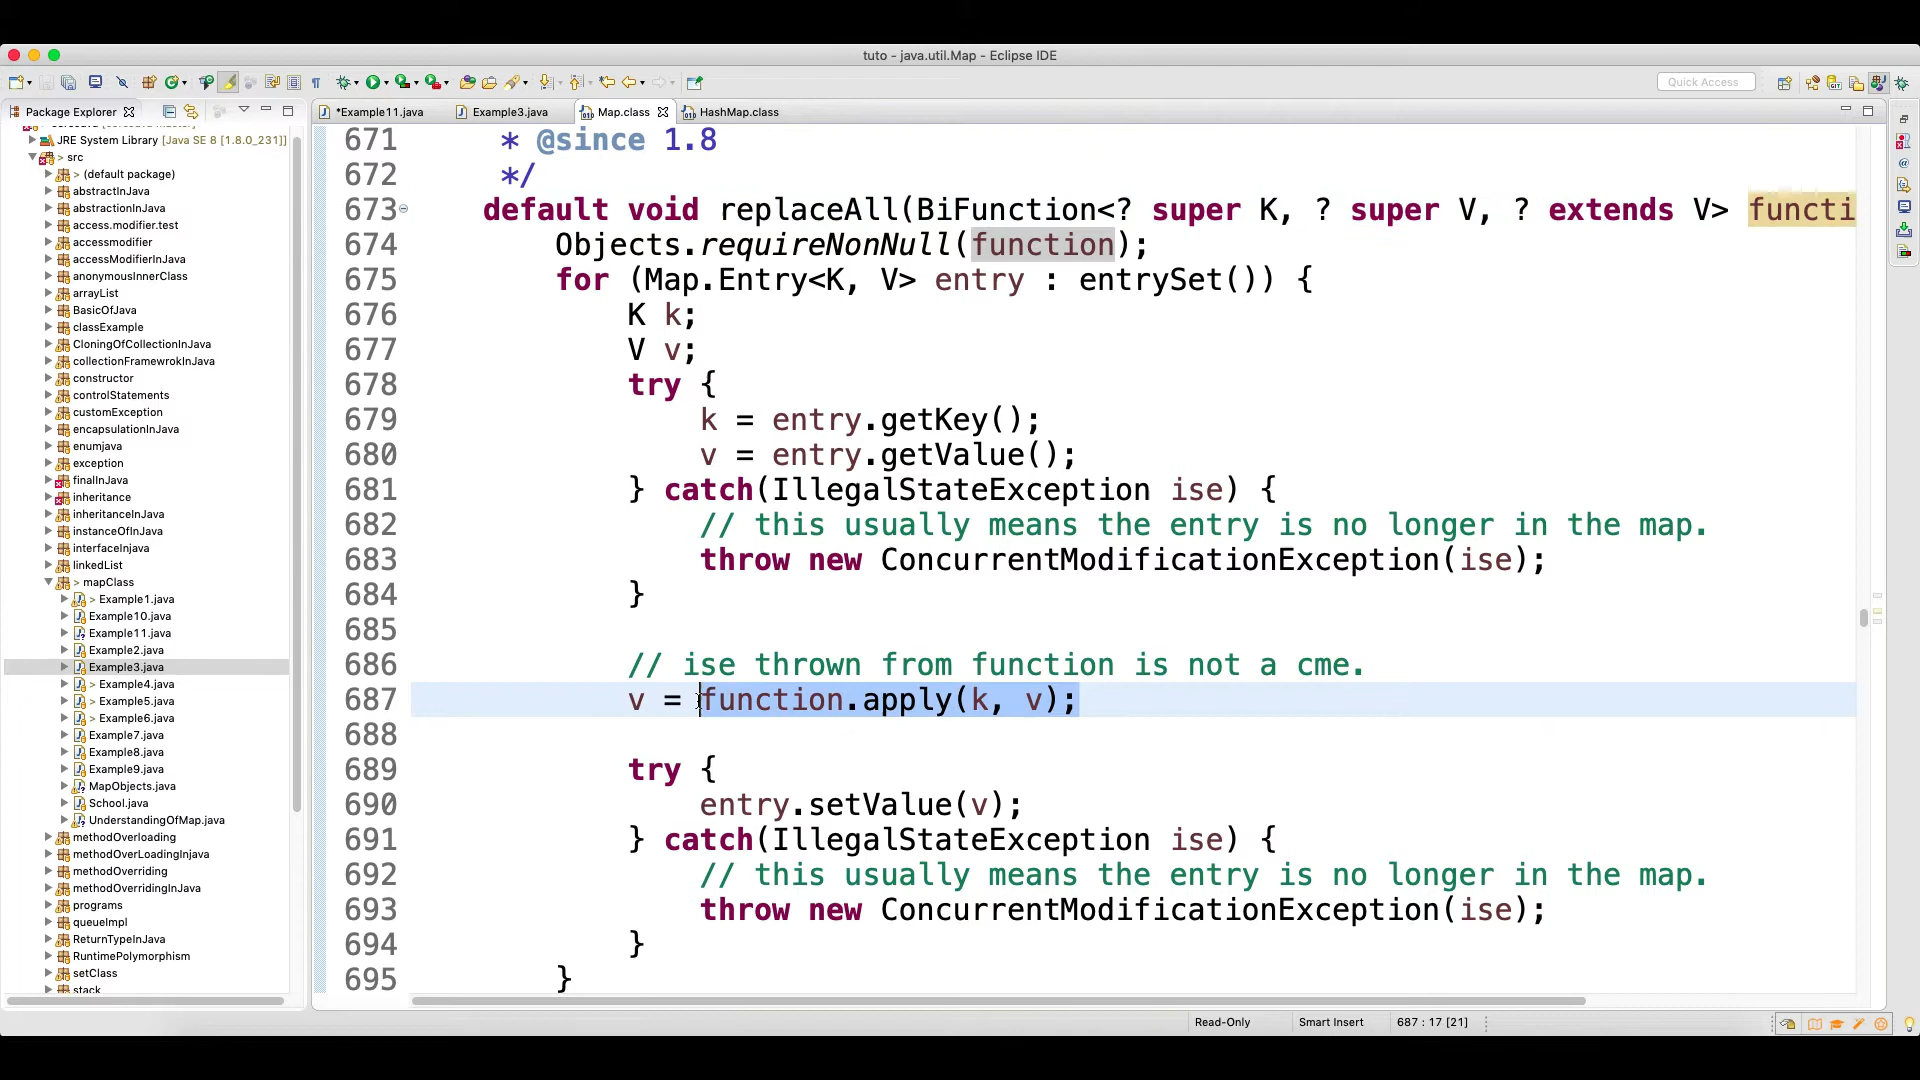 tuto - java.util.Map - Eclipse IDE
Quick Access
Package Explorer
*Example11.java
Example3.java
Map.class
HashMap.class
JRE System Library [Java SE 8 [1.8.0_231]]
> src
> (default package)
abstractInJava
abstractionInJava
access.modifier.test
accessmodifier
accessModifierInJava
anonymousInnerClass
arrayList
BasicOfJava
classExample
CloningOfCollectionInJava
collectionFramewrokInJava
constructor
controlStatements
customException
encapsulationInJava
enumjava
exception
finalInJava
inheritance
inheritanceInJava
instanceOfInJava
interfaceInjava
linkedList
> mapClass
> Example1.java
Example10.java
Example11.java
Example2.java
Example3.java
> Example4.java
> Example5.java
> Example6.java
Example7.java
Example8.java
Example9.java
MapObjects.java
School.java
UnderstandingOfMap.java
methodOverloading
methodOverLoadingInjava
methodOverriding
methodOverridingInJava
programs
queueImpl
ReturnTypeInJava
RuntimePolymorphism
setClass
stack
671 * @since 1.8
672 */
673 default void replaceAll(BiFunction<? super K, ? super V, ? extends V> functi
674 Objects.requireNonNull(function);
675 for (Map.Entry<K, V> entry : entrySet()) {
676 K k;
677 V v;
678 try {
679 k = entry.getKey();
680 v = entry.getValue();
681 } catch(IllegalStateException ise) {
682 // this usually means the entry is no longer in the map.
683 throw new ConcurrentModificationException(ise);
684 }
685
686 // ise thrown from function is not a cme.
687 v = function.apply(k, v);
688
689 try {
690 entry.setValue(v);
691 } catch(IllegalStateException ise) {
692 // this usually means the entry is no longer in the map.
693 throw new ConcurrentModificationException(ise);
694 }
695 }
Read-Only
Smart Insert
687 : 17 [21]